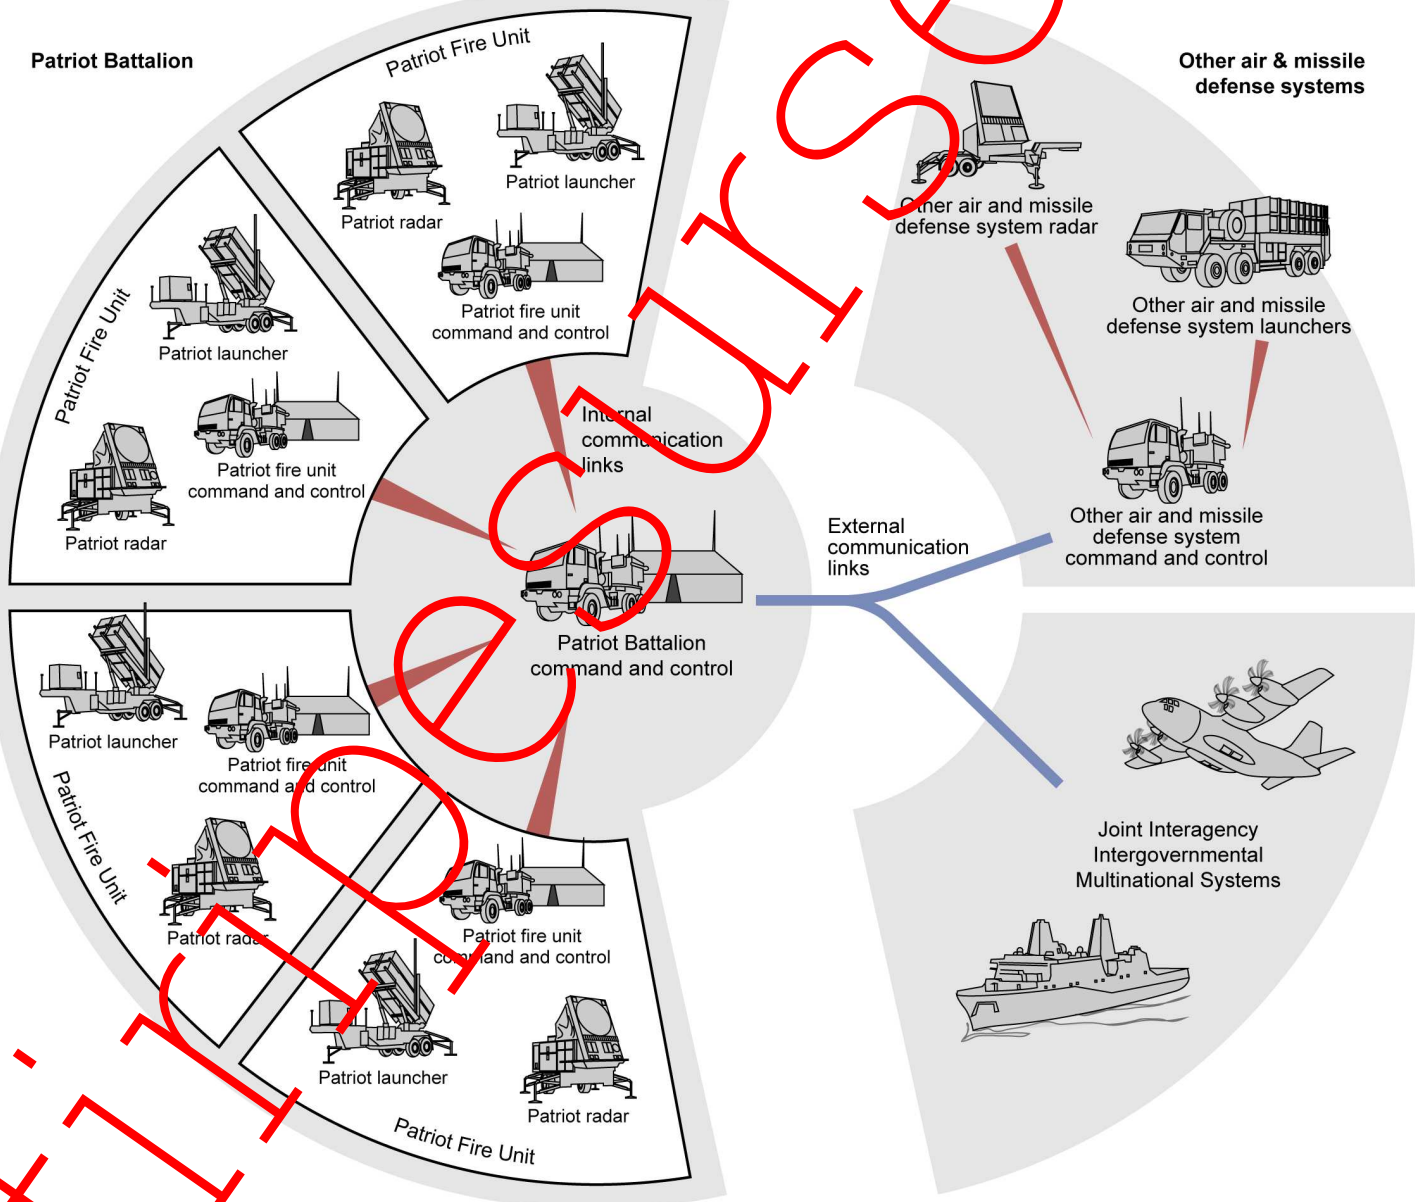 Patriot Battalion
Patriot Fire Unit
Patriot radar
Patriot launcher
Patriot fire unit
command and control
Patriot Fire Unit
Patriot launcher
Patriot fire unit
command and control
Patriot radar
Patriot launcher
Patriot fire unit
command and control
Patriot Fire Unit
Patriot radar
Patriot fire unit
command and control
Patriot launcher
Patriot radar
Patriot Fire Unit
Internal
communication
links
Patriot Battalion
command and control
External
communication
links
Other air & missile
defense systems
Other air and missile
defense system radar
Other air and missile
defense system launchers
Other air and missile
defense system
command and control
Joint Interagency
Intergovernmental
Multinational Systems